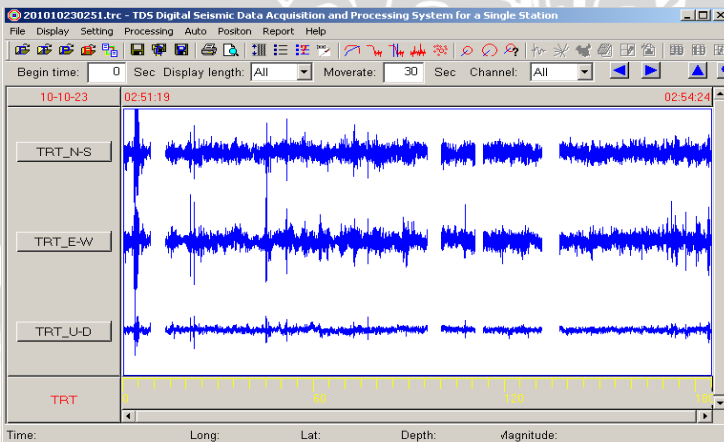 201010230251.trc - TDS Digital Seismic Data Acquisition and Processing System for a Single Station
File Display Setting Processing Auto Positon Report Help
Begin time: 0 Sec Display length: All Moverate: 30 Sec Channel: All
10-10-23 02:51:19 02:54:24
TRT_N-S
TRT_E-W
TRT_U-D
TRT
60 120
Time: Long: Lat: Depth: Magnitude: